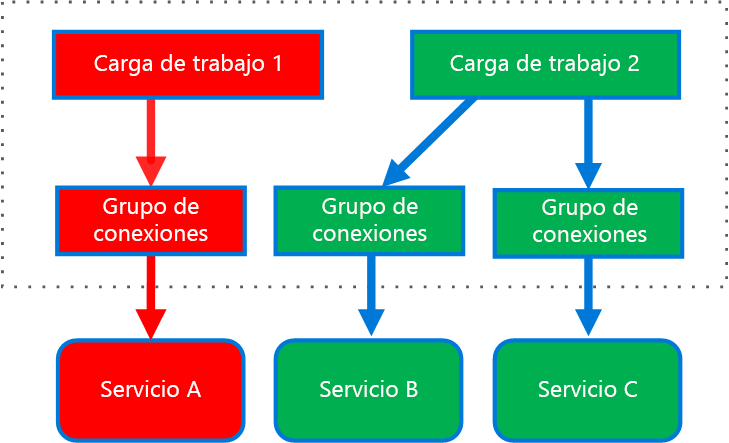 Carga de trabajo 1
Carga de trabajo 2
Grupo de
conexiones
Grupo de
conexiones
Grupo de
conexiones
Servicio A
Servicio B
Servicio C